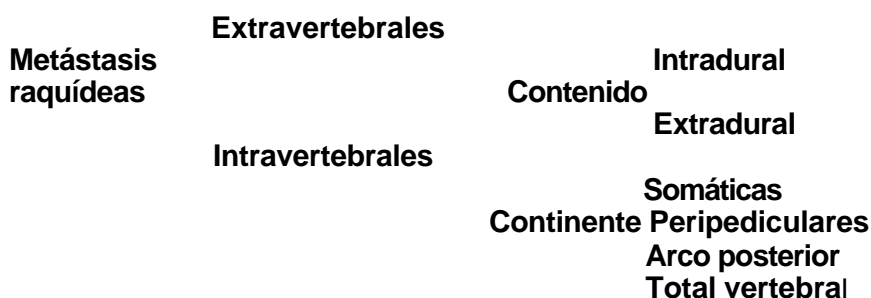 Extravertebrales
Metástasis Intradural
raquídeas Contenido
Extradural
Intravertebrales
Somáticas
Continente Peripediculares
Arco posterior
Total vertebral